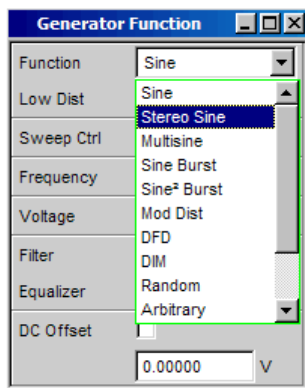 Generator Function
Function Sine
Low Dist
Sine
Stereo Sine
Sweep Ctrl
Multisine
Sine Burst
Frequency
Sine² Burst
Voltage
Mod Dist
DFD
Filter
DIM
Equalizer
Random
Arbitrary
DC Offset
0.00000 V